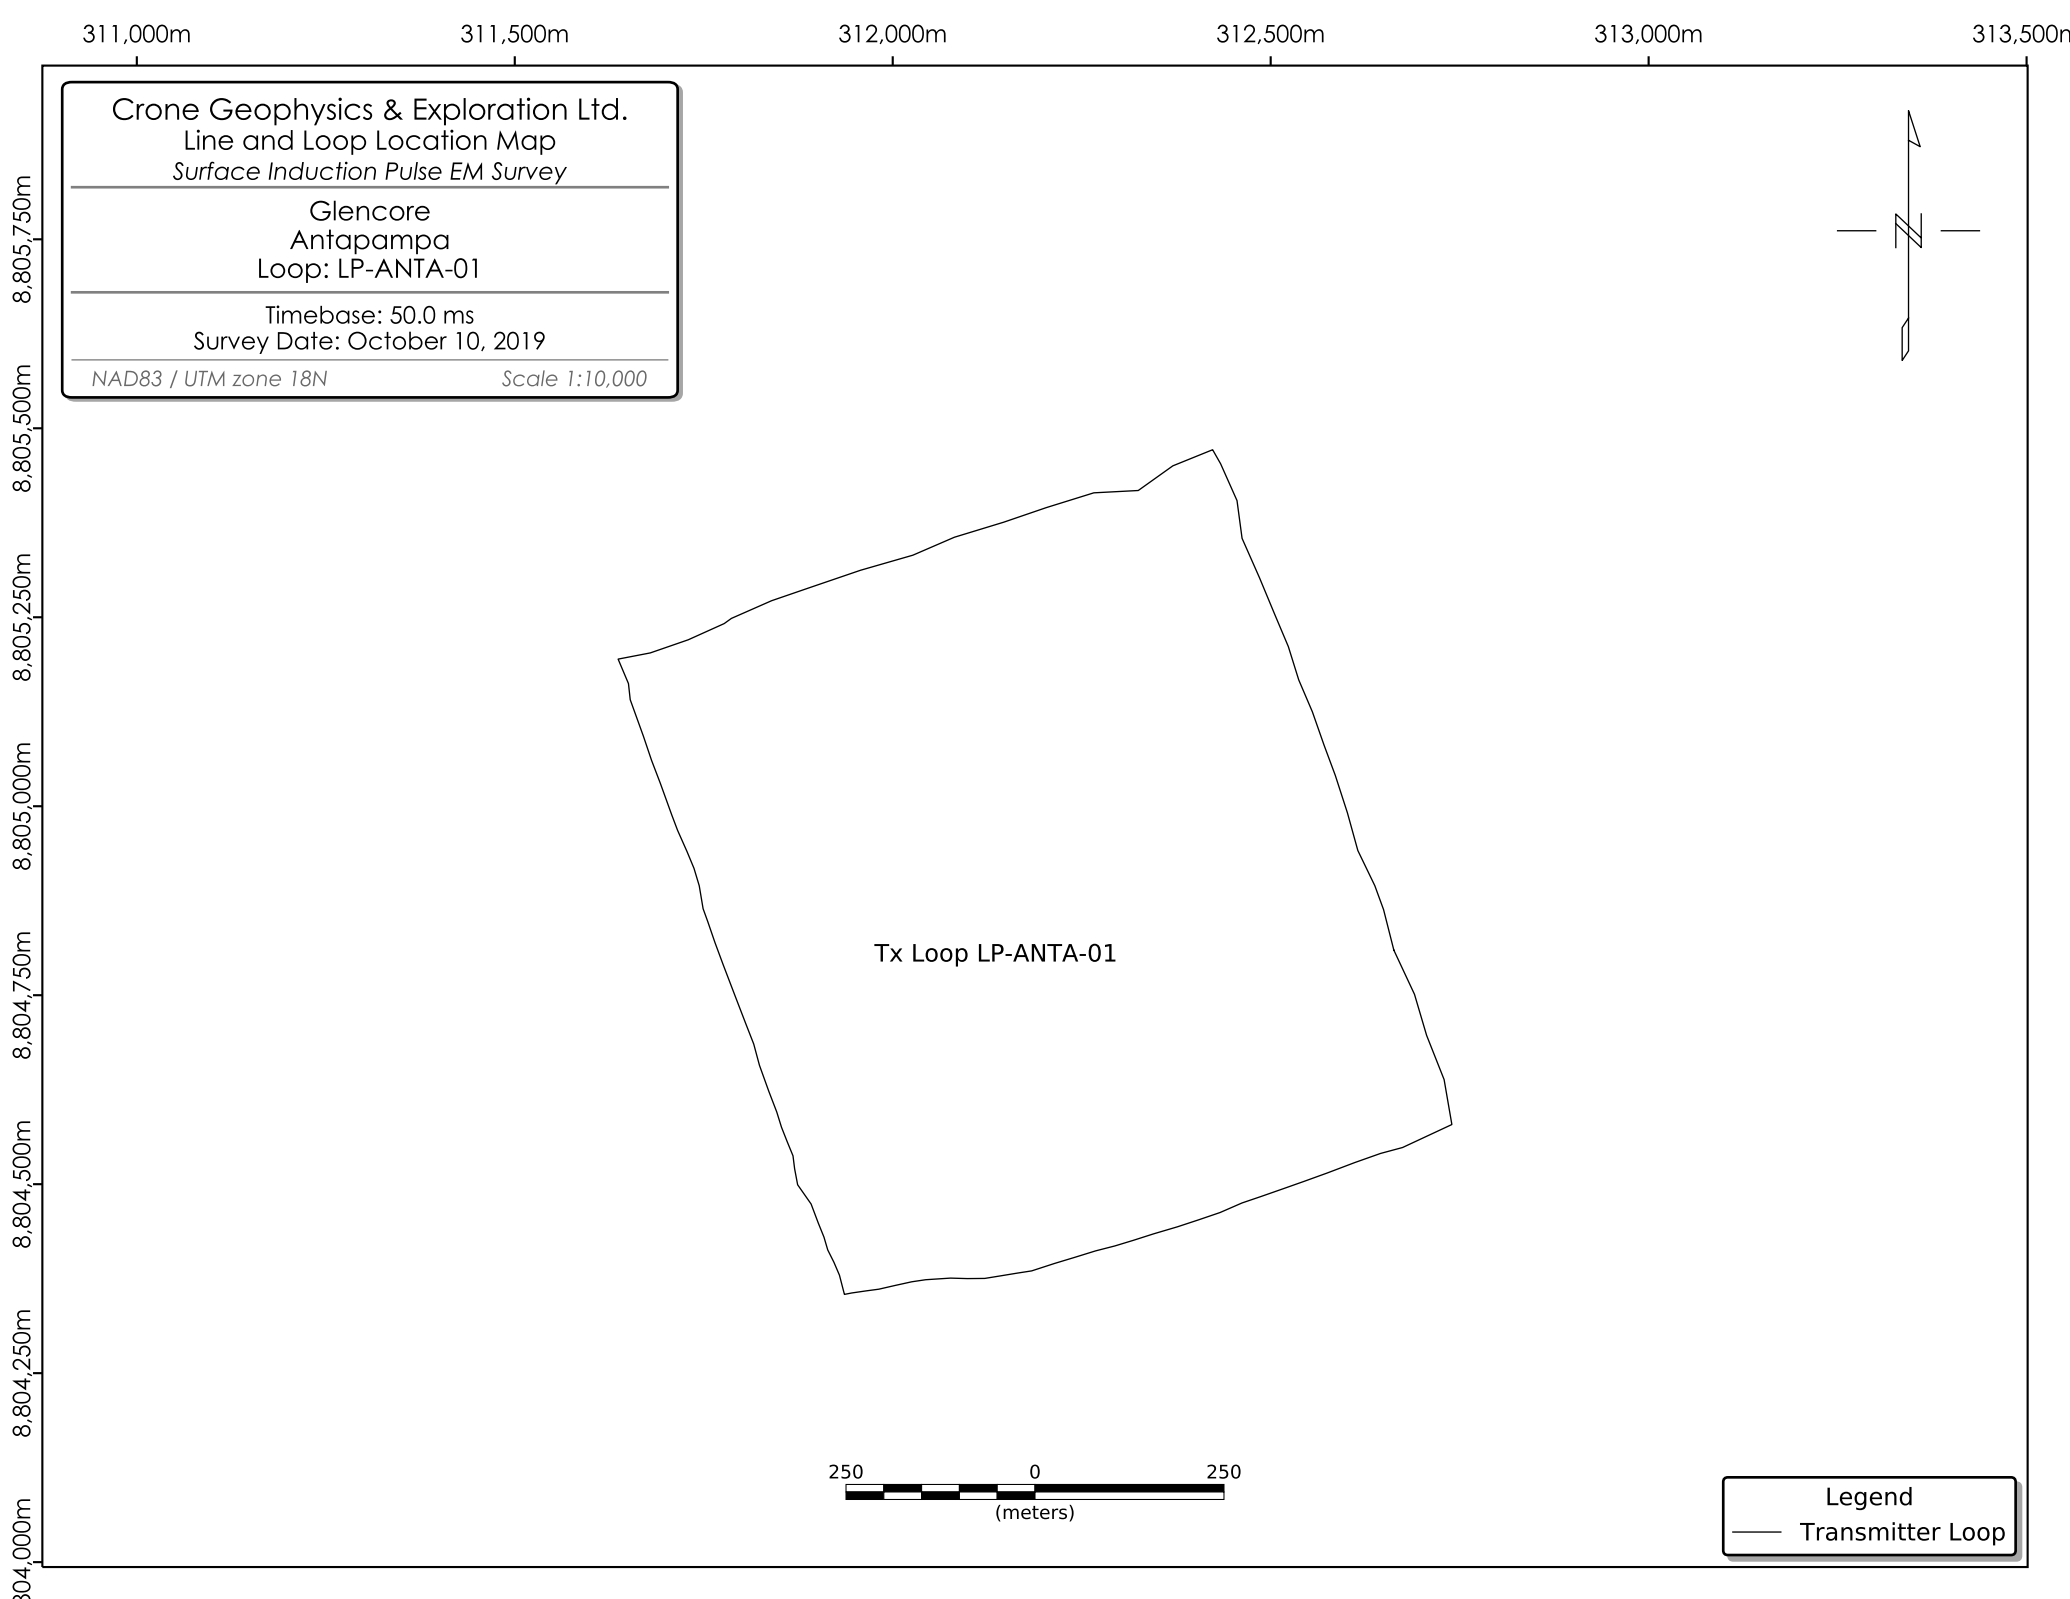 311,000m 311,500m 312,000m 312,500m 313,000m 313,500m
Crone Geophysics & Exploration Ltd.
Line and Loop Location Map
Surface Induction Pulse EM Survey
Glencore
Antapampa
Loop: LP-ANTA-01
Timebase: 50.0 ms
Survey Date: October 10, 2019
NAD83 / UTM zone 18N Scale 1:10,000
8,805,750m
8,805,500m
8,805,250m
8,805,000m
8,804,750m
8,804,500m
8,804,250m
804,000m
N
Tx Loop LP-ANTA-01
250 0 250
(meters)
Legend
Transmitter Loop